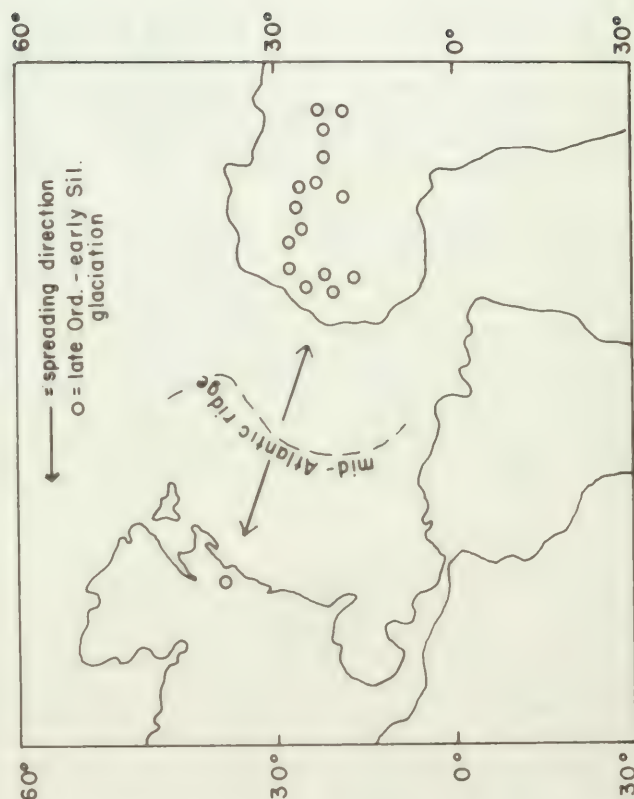 60°
30°
0°
30°
= spreading direction
O = late Ord. - early Sil.
glaciation
mid - Atlantic ridge
60°
30°
0°
30°